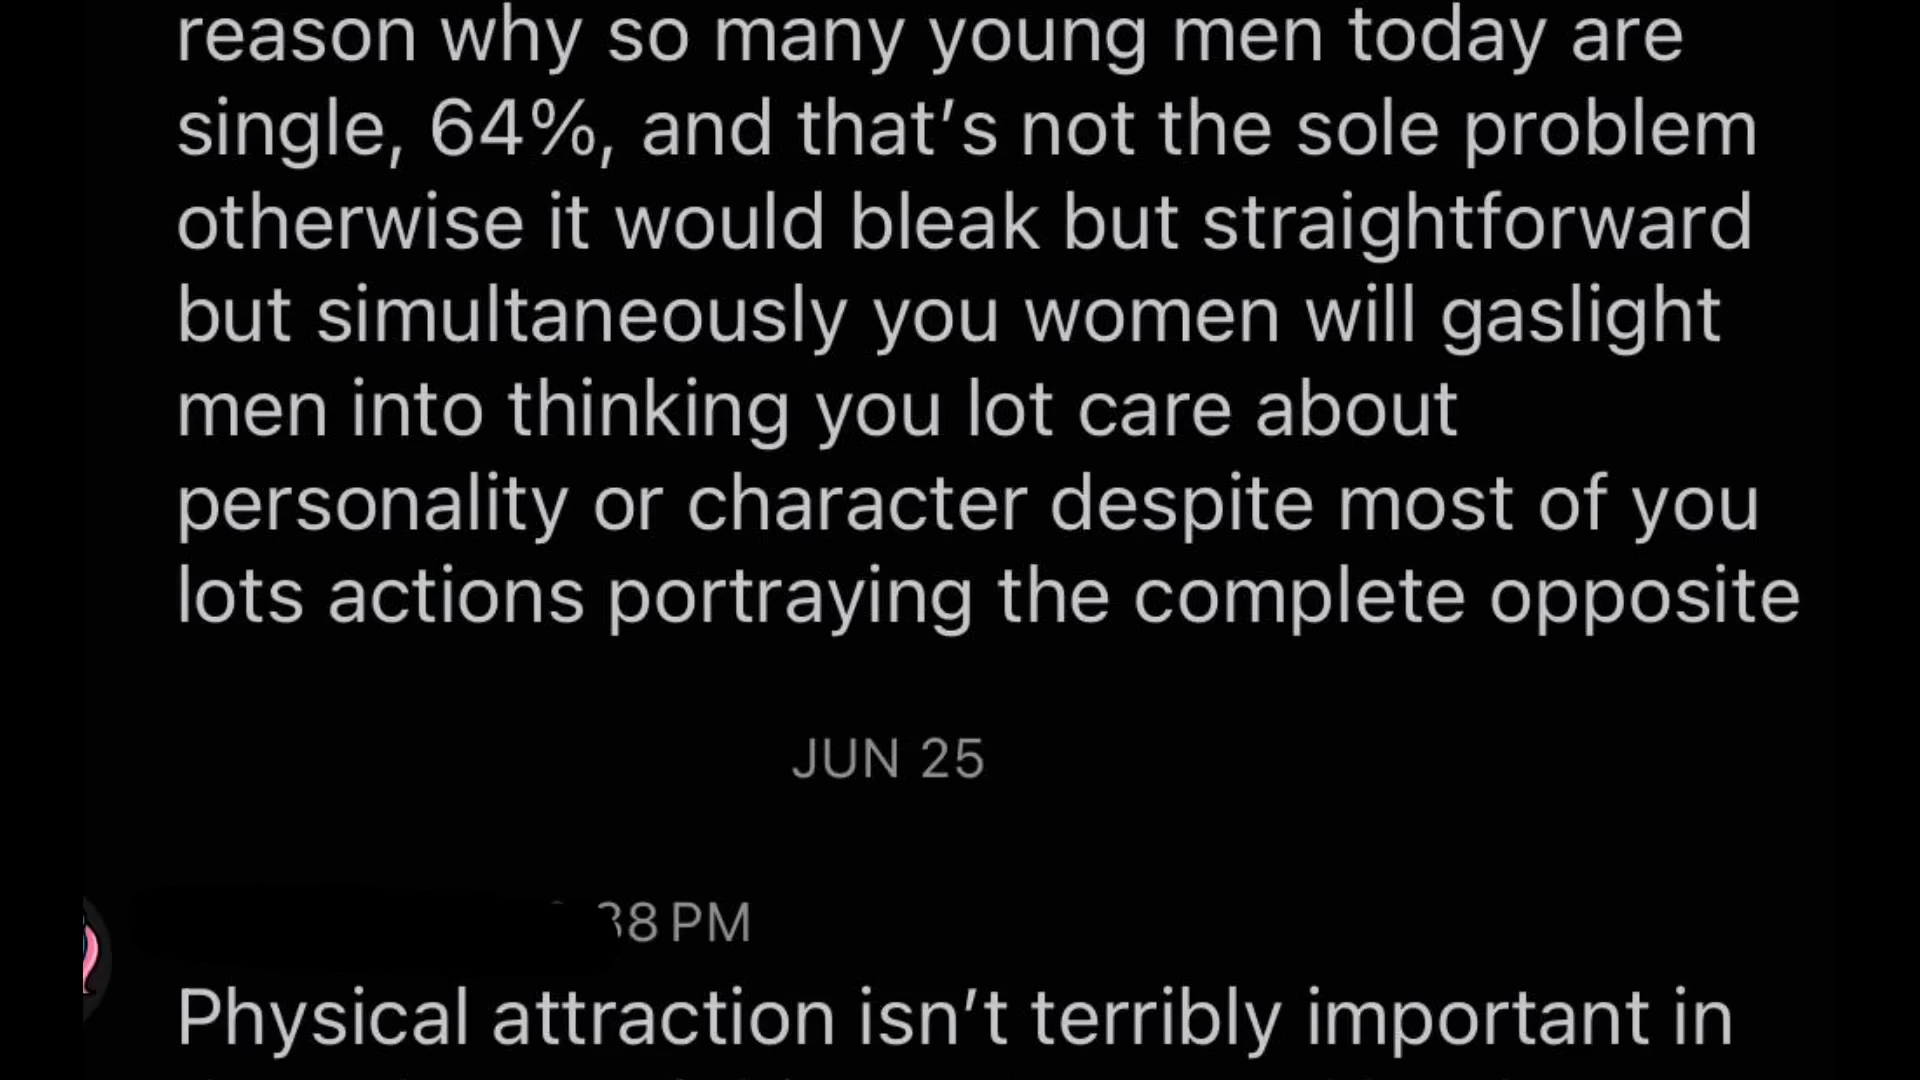 reason why so many young men today are
single, 64%, and that’s not the sole problem
otherwise it would bleak but straightforward
but simultaneously you women will gaslight
men into thinking you lot care about
personality or character despite most of you
lots actions portraying the complete opposite
JUN 25
38 PM
Physical attraction isn’t terribly important in